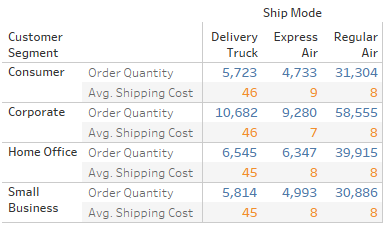 Ship Mode
Customer Segment Delivery Truck Express Air Regular Air
Consumer Order Quantity 5,723 4,733 31,304
Avg. Shipping Cost 46 9 8
Corporate Order Quantity 10,682 9,280 58,555
Avg. Shipping Cost 46 7 8
Home Office Order Quantity 6,545 6,347 39,915
Avg. Shipping Cost 45 8 8
Small Business Order Quantity 5,814 4,993 30,886
Avg. Shipping Cost 45 8 8